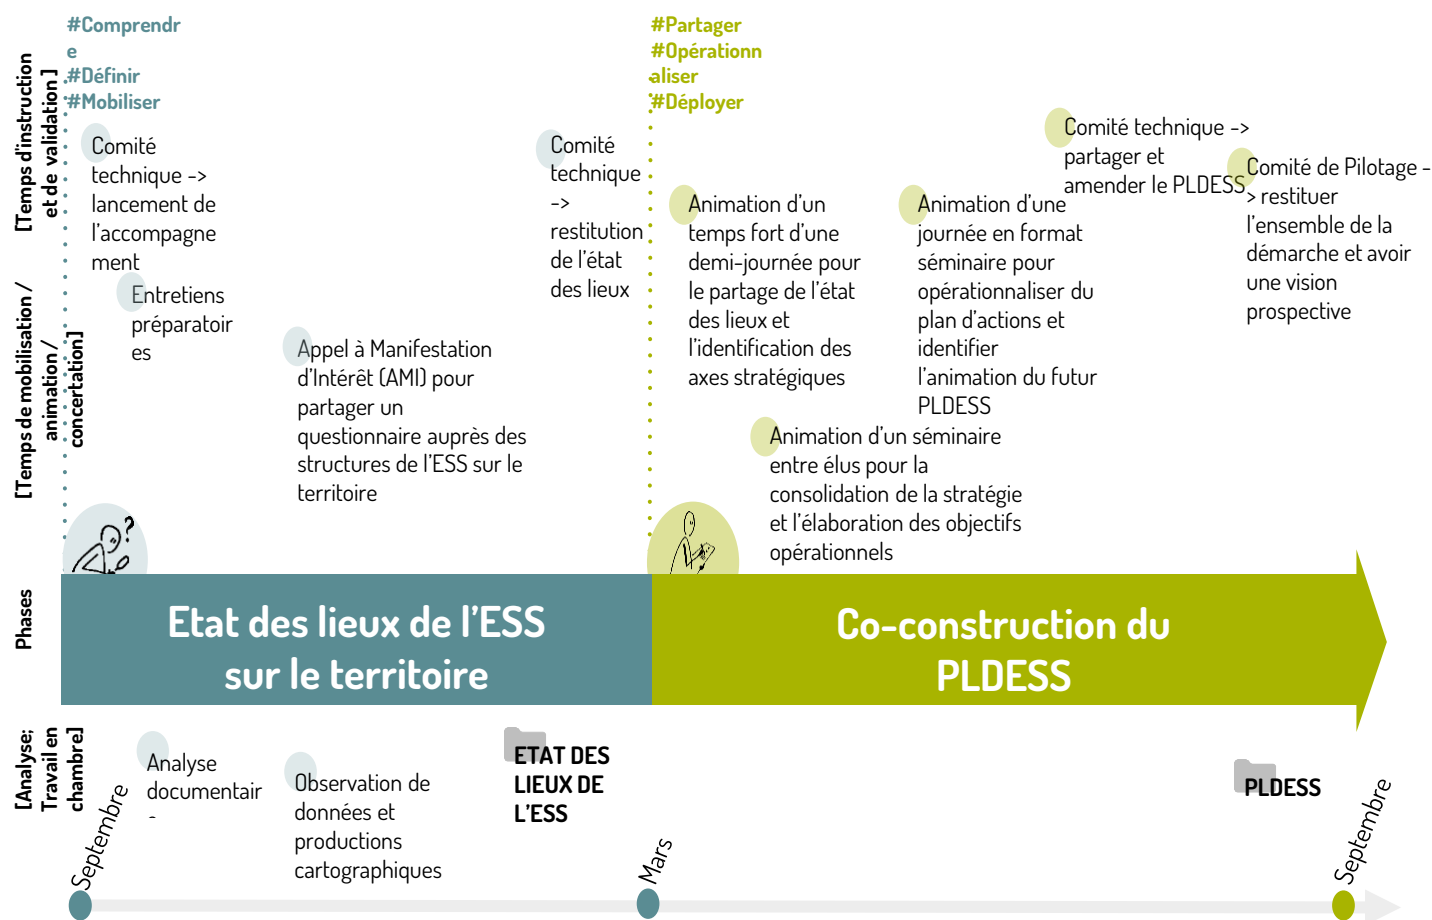 #Comprendr
e
#Définir
#Mobiliser
#Partager
#Opérationn
aliser
#Déployer
[Temps d'instruction
et de validation ]
Comité
technique ->
lancement de
l'accompagne
ment
Comité
technique
->
restitution
de l'état
des lieux
Comité technique ->
partager et
amender le PLDESS
Comité de Pilotage -
> restituer
l'ensemble de la
démarche et avoir
une vision
prospective
[Temps de mobilisation /
animation /
concertation]
Entretiens
préparatoir
es
Appel à Manifestation
d'Intérêt (AMI) pour
partager un
questionnaire auprès des
structures de l'ESS sur le
territoire
Animation d'un
temps fort d'une
demi-journée pour
le partage de l'état
des lieux et
l'identification des
axes stratégiques
Animation d'une
journée en format
séminaire pour
opérationnaliser du
plan d'actions et
identifier
l'animation du futur
PLDESS
Animation d'un séminaire
entre élus pour la
consolidation de la stratégie
et l'élaboration des objectifs
opérationnels
?
Phases
Etat des lieux de l'ESS
sur le territoire
Co-construction du
PLDESS
[Analyse;
Travail en
chambre]
Analyse
documentair
Observation de
données et
productions
cartographiques
ETAT DES
LIEUX DE
L'ESS
PLDESS
Septembre
Mars
Septembre